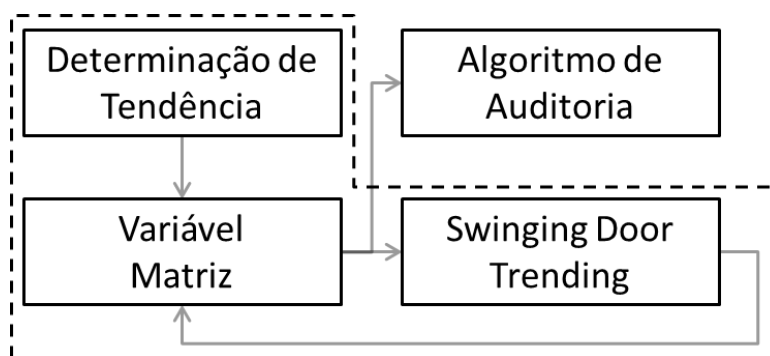 Determinação de
Tendência
Algoritmo de
Auditoria
Variável
Matriz
Swinging Door
Trending